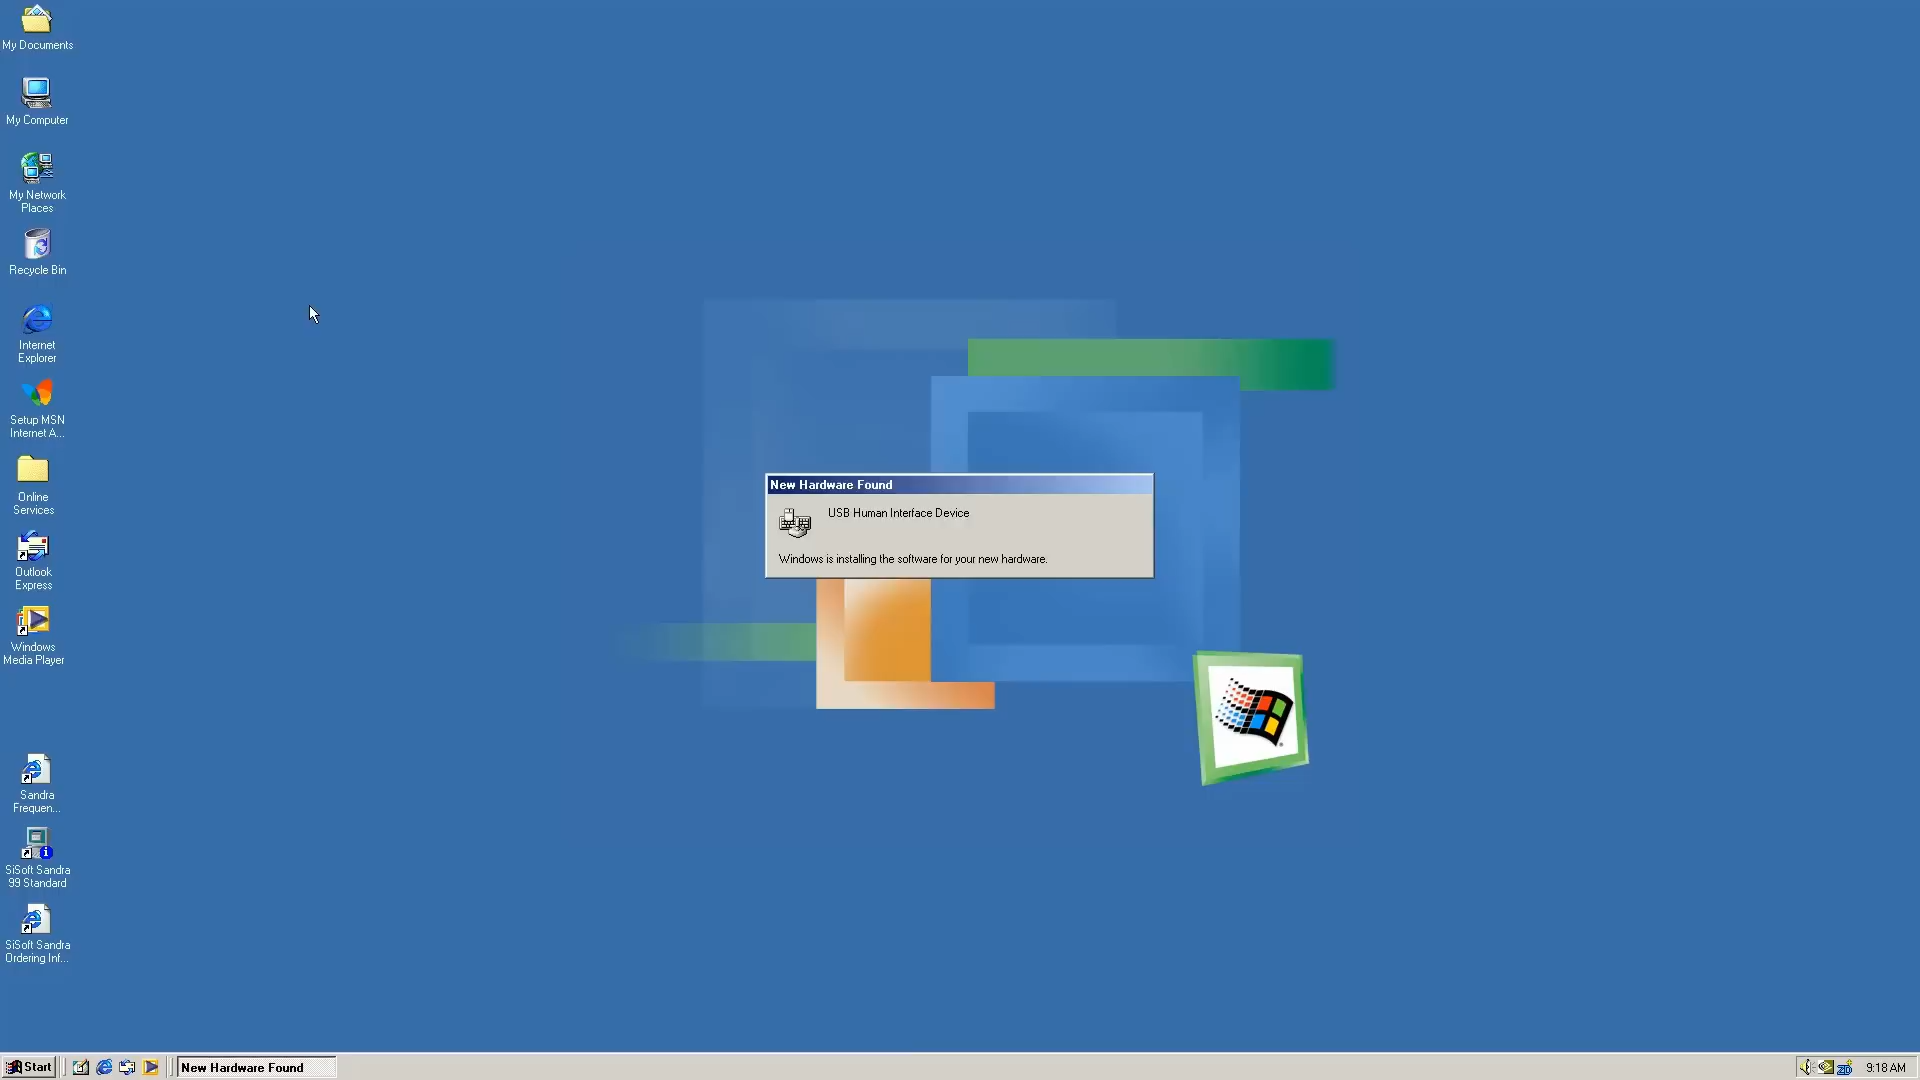 My Documents
My Computer
My Network
Places
Recycle Bin
Internet
Explorer
Setup MSN
Internet A...
Online
Services
Outlook
Express
Windows
Media Player
Sandra
Frequen...
SiSoft Sandra
99 Standard
SiSoft Sandra
Ordering Inf...
New Hardware Found
USB Human Interface Device
Windows is installing the software for your new hardware.
Start
New Hardware Found
9:18 AM